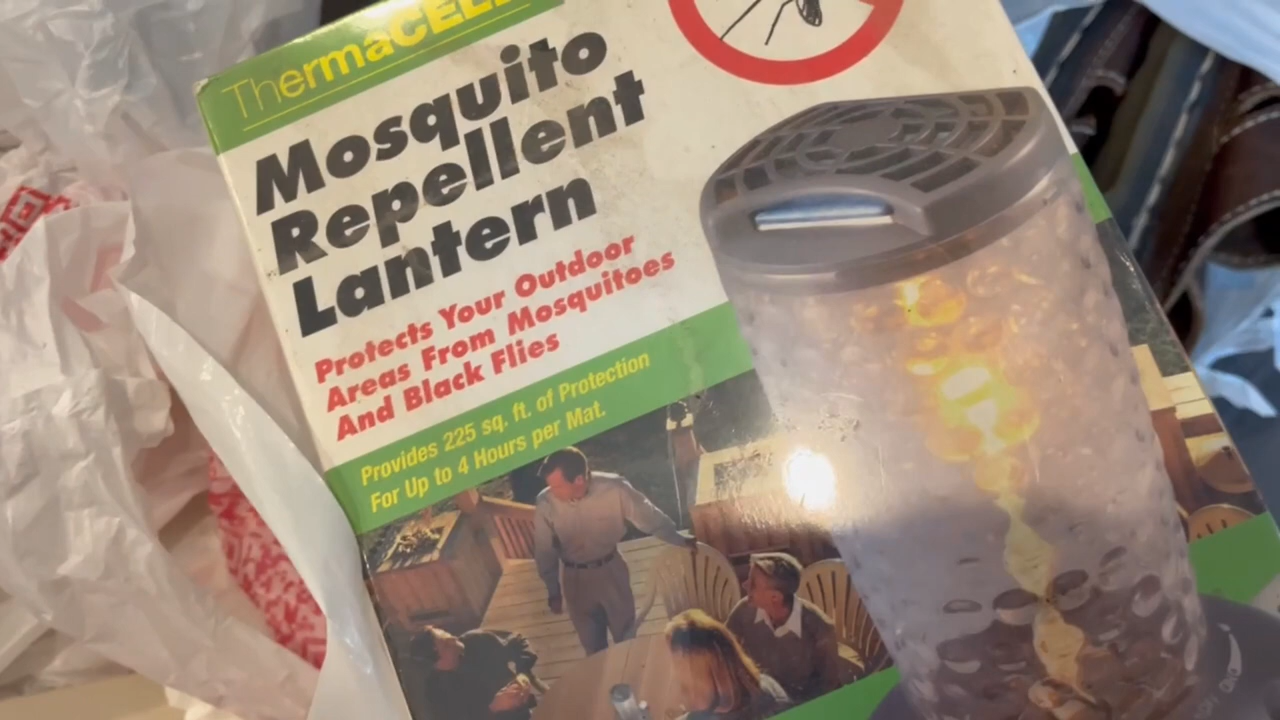 ThermaCELL
Mosquito
Repellent
Lantern
Protects Your Outdoor
Areas From Mosquitoes
And Black Flies
Provides 225 sq. ft. of Protection
For Up to 4 Hours per Mat.